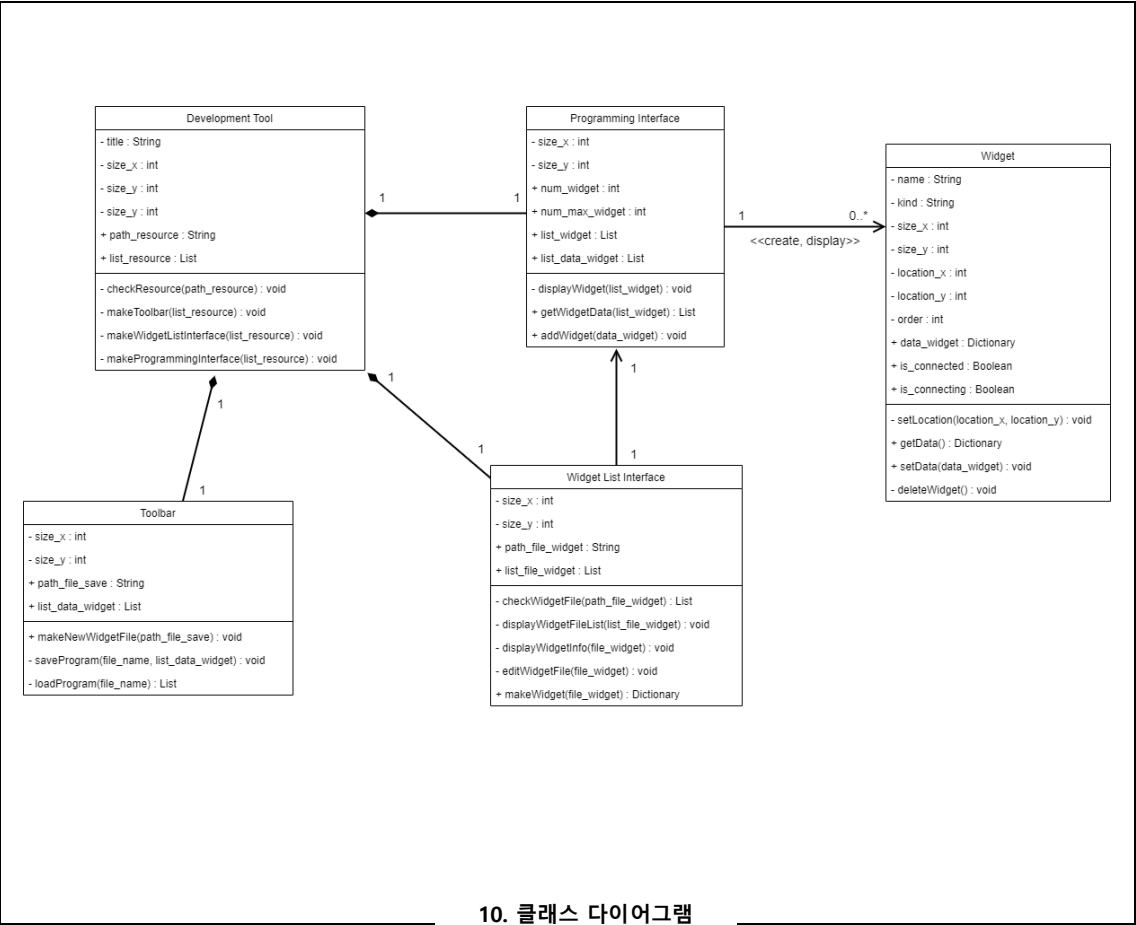 Development Tool
- title : String
- size_x : int
- size_y : int
- size_y : int
+ path_resource : String
+ list_resource : List
- checkResource(path_resource) : void
- makeToolbar(list_resource) : void
- makeWidgetListInterface(list_resource) : void
- makeProgrammingInterface(list_resource) : void
1
1
Programming Interface
- size_x : int
- size_y : int
+ num_widget : int
+ num_max_widget : int
+ list_widget : List
+ list_data_widget : List
- displayWidget(list_widget) : void
+ getWidgetData(list_widget) : List
+ addWidget(data_widget) : void
1
0..*
<<create, display>>
Widget
- name : String
- kind : String
- size_x : int
- size_y : int
- location_x : int
- location_y : int
- order : int
+ data_widget : Dictionary
+ is_connected : Boolean
+ is_connecting : Boolean
- setLocation(location_x, location_y) : void
+ getData() : Dictionary
+ setData(data_widget) : void
- deleteWidget() : void
1
1
1
1
1
1
Toolbar
- size_x : int
- size_y : int
+ path_file_save : String
+ list_data_widget : List
+ makeNewWidgetFile(path_file_save) : void
- saveProgram(file_name, list_data_widget) : void
- loadProgram(file_name) : List
Widget List Interface
- size_x : int
- size_y : int
+ path_file_widget : String
+ list_file_widget : List
- checkWidgetFile(path_file_widget) : List
- displayWidgetFileList(list_file_widget) : void
- displayWidgetInfo(file_widget) : void
- editWidgetFile(file_widget) : void
+ makeWidget(file_widget) : Dictionary
10. 클래스 다이어그램